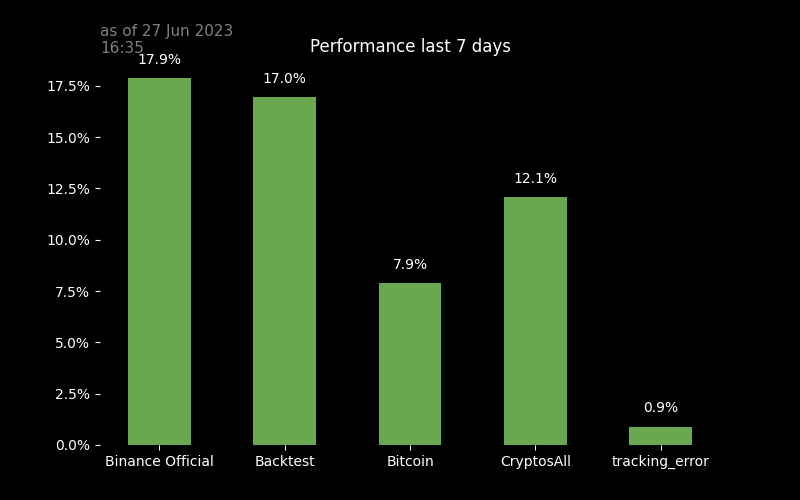 as of 27 Jun 2023
16:35
Performance last 7 days
17.9%
17.0%
7.9%
12.1%
0.9%
17.5%
15.0%
12.5%
10.0%
7.5%
5.0%
2.5%
0.0%
Binance Official
Backtest
Bitcoin
CryptosAll
tracking_error